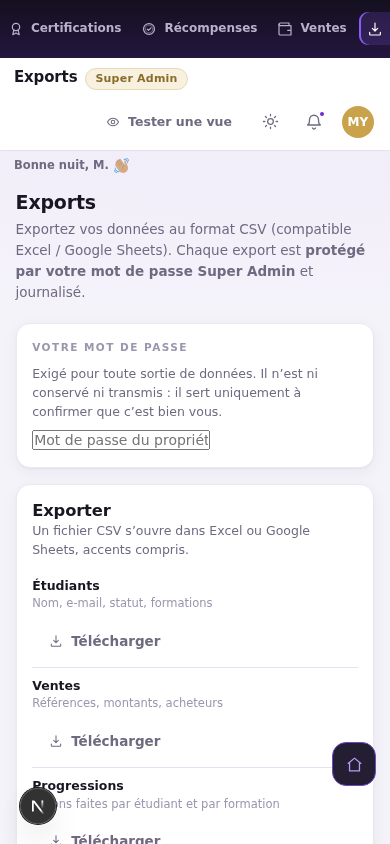 Certifications Récompenses Ventes
Exports Super Admin
Tester une vue MY
Bonne nuit, M. 👋🏼
Exports
Exportez vos données au format CSV (compatible
Excel / Google Sheets). Chaque export est protégé
par votre mot de passe Super Admin et
journalisé.
VOTRE MOT DE PASSE
Exigé pour toute sortie de données. Il n’est ni
conservé ni transmis : il sert uniquement à
confirmer que c’est bien vous.
Mot de passe du propriét
Exporter
Un fichier CSV s’ouvre dans Excel ou Google
Sheets, accents compris.
Étudiants
Nom, e-mail, statut, formations
Télécharger
Ventes
Références, montants, acheteurs
Télécharger
Progressions
faites par étudiant et par formation
N
Télécharger